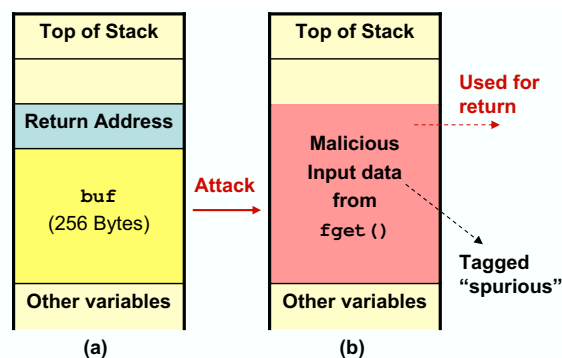 Top of Stack
Return Address
buf
(256 Bytes)
Other variables
(a)
Attack
Top of Stack
Malicious
Input data
from
fget()
Other variables
(b)
Used for
return
Tagged
“spurious”